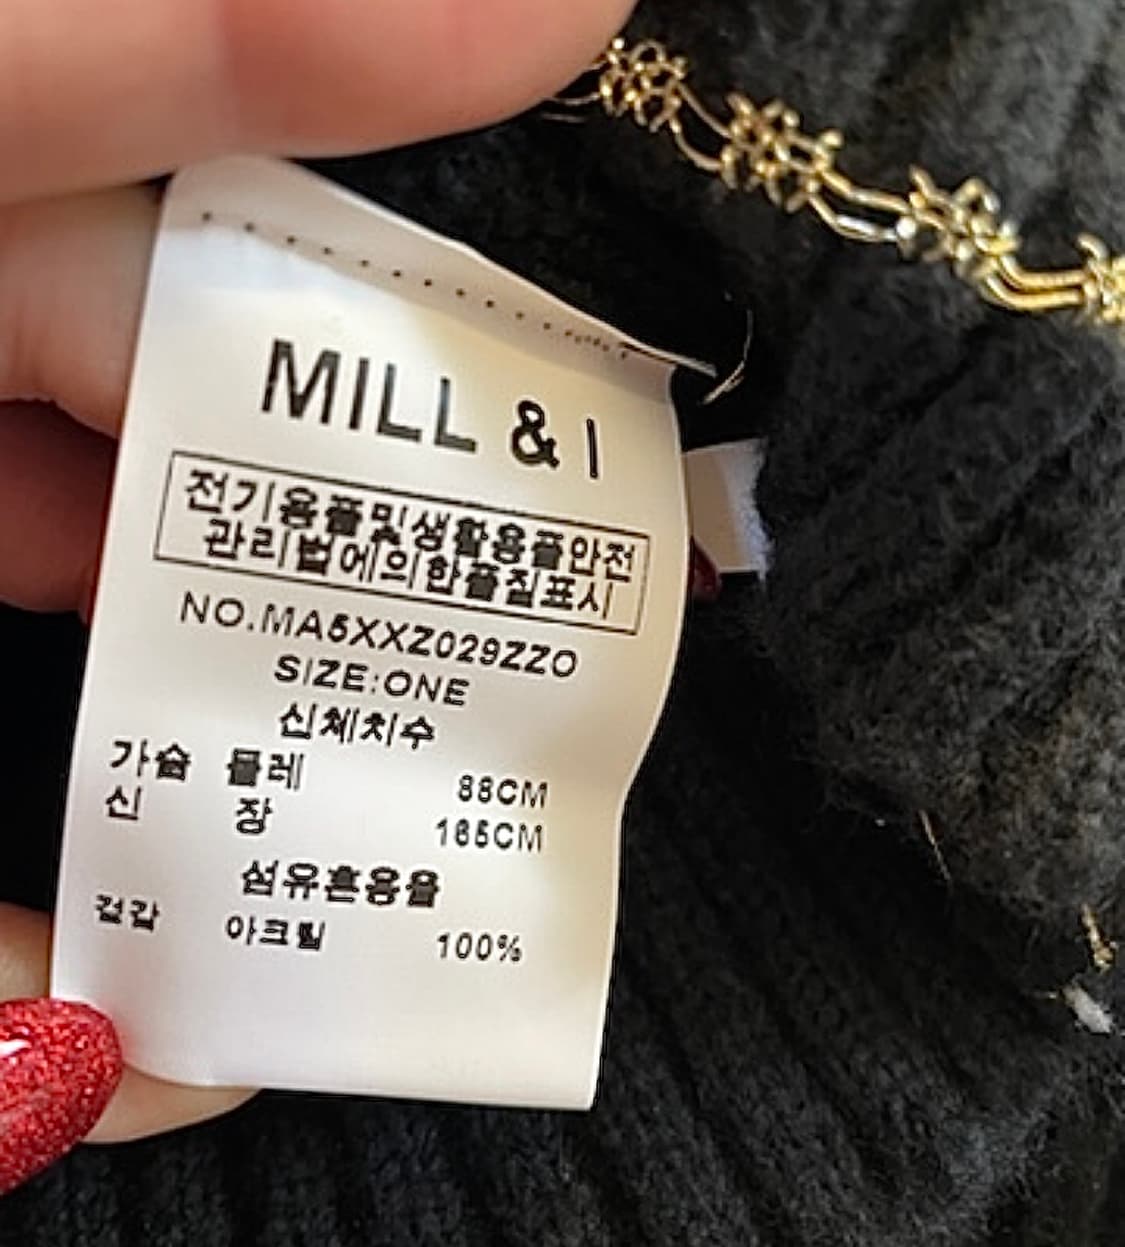 MILL & I
전기용품및생활용품안전
관리법에의한품질표시
NO.MA5XXZ029ZZO
SIZE:ONE
신체치수
가슴 둘레 88CM
신 장 165CM
섬유혼용율
겉감 아크릴 100%